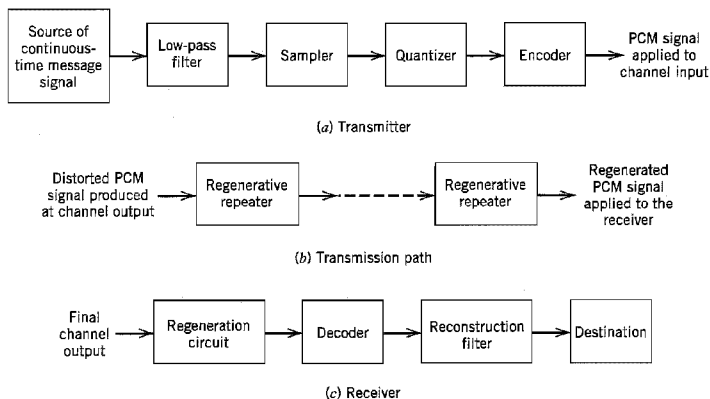 Source of
continuous-
time message
signal
Low-pass
filter
Sampler
Quantizer
Encoder
PCM signal
applied to
channel input
(a) Transmitter
Distorted PCM
signal produced
at channel output
Regenerative
repeater
Regenerative
repeater
Regenerated
PCM signal
applied to the
receiver
(b) Transmission path
Final
channel
output
Regeneration
circuit
Decoder
Reconstruction
filter
Destination
(c) Receiver